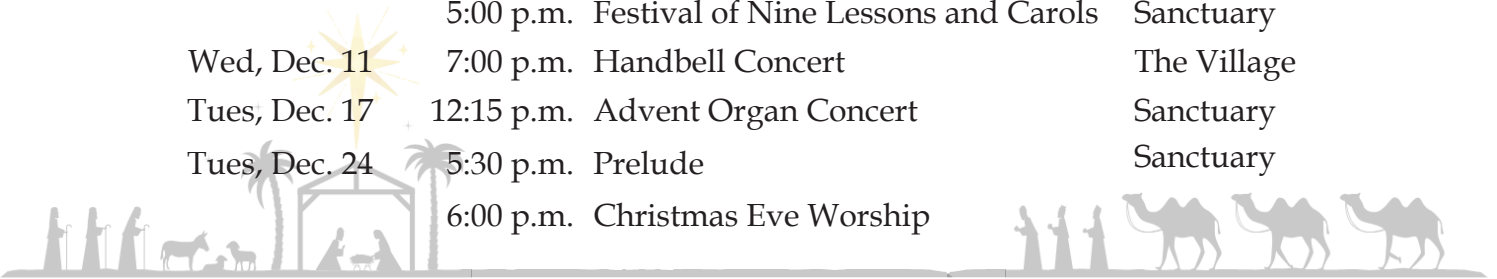 5:00 p.m. Festival of Nine Lessons and Carols Sanctuary
Wed, Dec. 11 7:00 p.m. Handbell Concert The Village
Tues, Dec. 17 12:15 p.m. Advent Organ Concert Sanctuary
Tues, Dec. 24 5:30 p.m. Prelude Sanctuary
6:00 p.m. Christmas Eve Worship